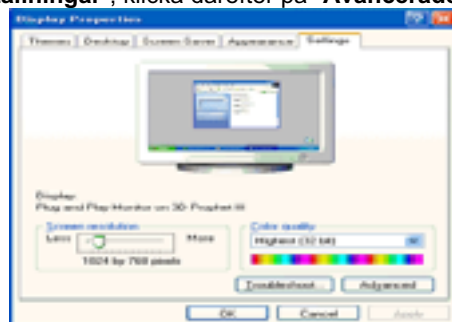 klicka därefter på "Avancerade
Display Properties
Themes Desktop Screen Saver Appearance Settings
Display:
Plug and Play Monitor on 3D Prophet III
Screen resolution
Color quality
Less More
Highest (32 bit)
1024 by 768 pixels
Troubleshoot... Advanced
OK Cancel Apply